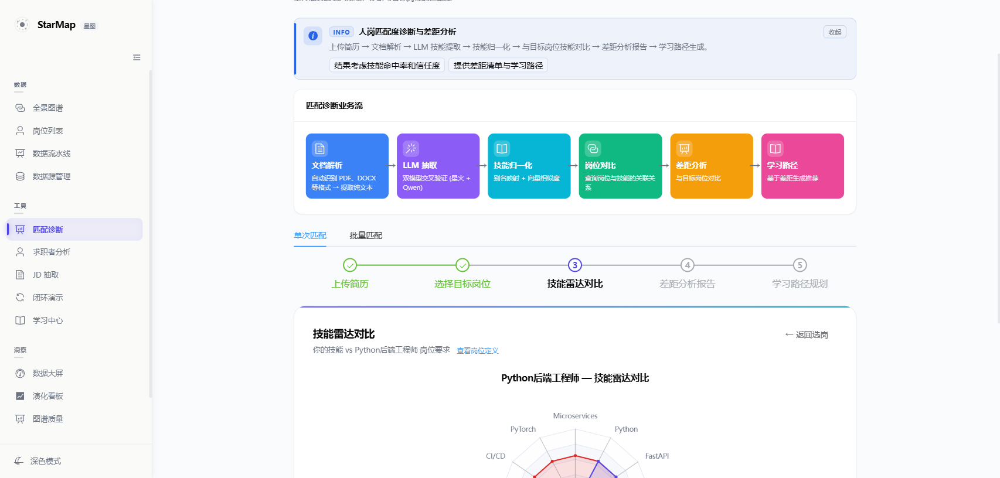 StarMap 星图
数据
全景图谱
岗位列表
数据流水线
数据源管理
工具
匹配诊断
求职者分析
JD 抽取
闭环演示
学习中心
洞察
数据大屏
演化看板
图谱质量
深色模式
INFO 人岗匹配度诊断与差距分析
收起
上传简历 → 文档解析 → LLM 技能提取 → 技能归一化 → 与目标岗位技能对比 → 差距分析报告 → 学习路径生成。
结果考虑技能命中率和信任度
提供差距清单与学习路径
匹配诊断业务流
文档解析
自动识别 PDF、DOCX
等格式 → 提取纯文本
LLM 抽取
双模型交叉验证 (星火 +
Qwen)
技能归一化
别名映射 + 向量相似度
岗位对比
查询岗位与技能的关联关
系
差距分析
与目标岗位对比
学习路径
基于差距生成推荐
单次匹配
批量匹配
上传简历
选择目标岗位
3
技能雷达对比
4
差距分析报告
5
学习路径规划
技能雷达对比
← 返回选岗
你的技能 vs Python后端工程师 岗位要求 查看岗位定义
Python后端工程师 — 技能雷达对比
Microservices
PyTorch
Python
CI/CD
FastAPI